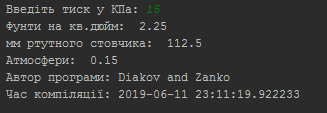 Введіть тиск у КПа: 15
Фунти на кв.дюйм:  2.25
мм ртутного стовчика:  112.5
Атмосфери:  0.15
Автор програми: Diakov and Zanko
Час компіляції: 2019-06-11 23:11:19.922233